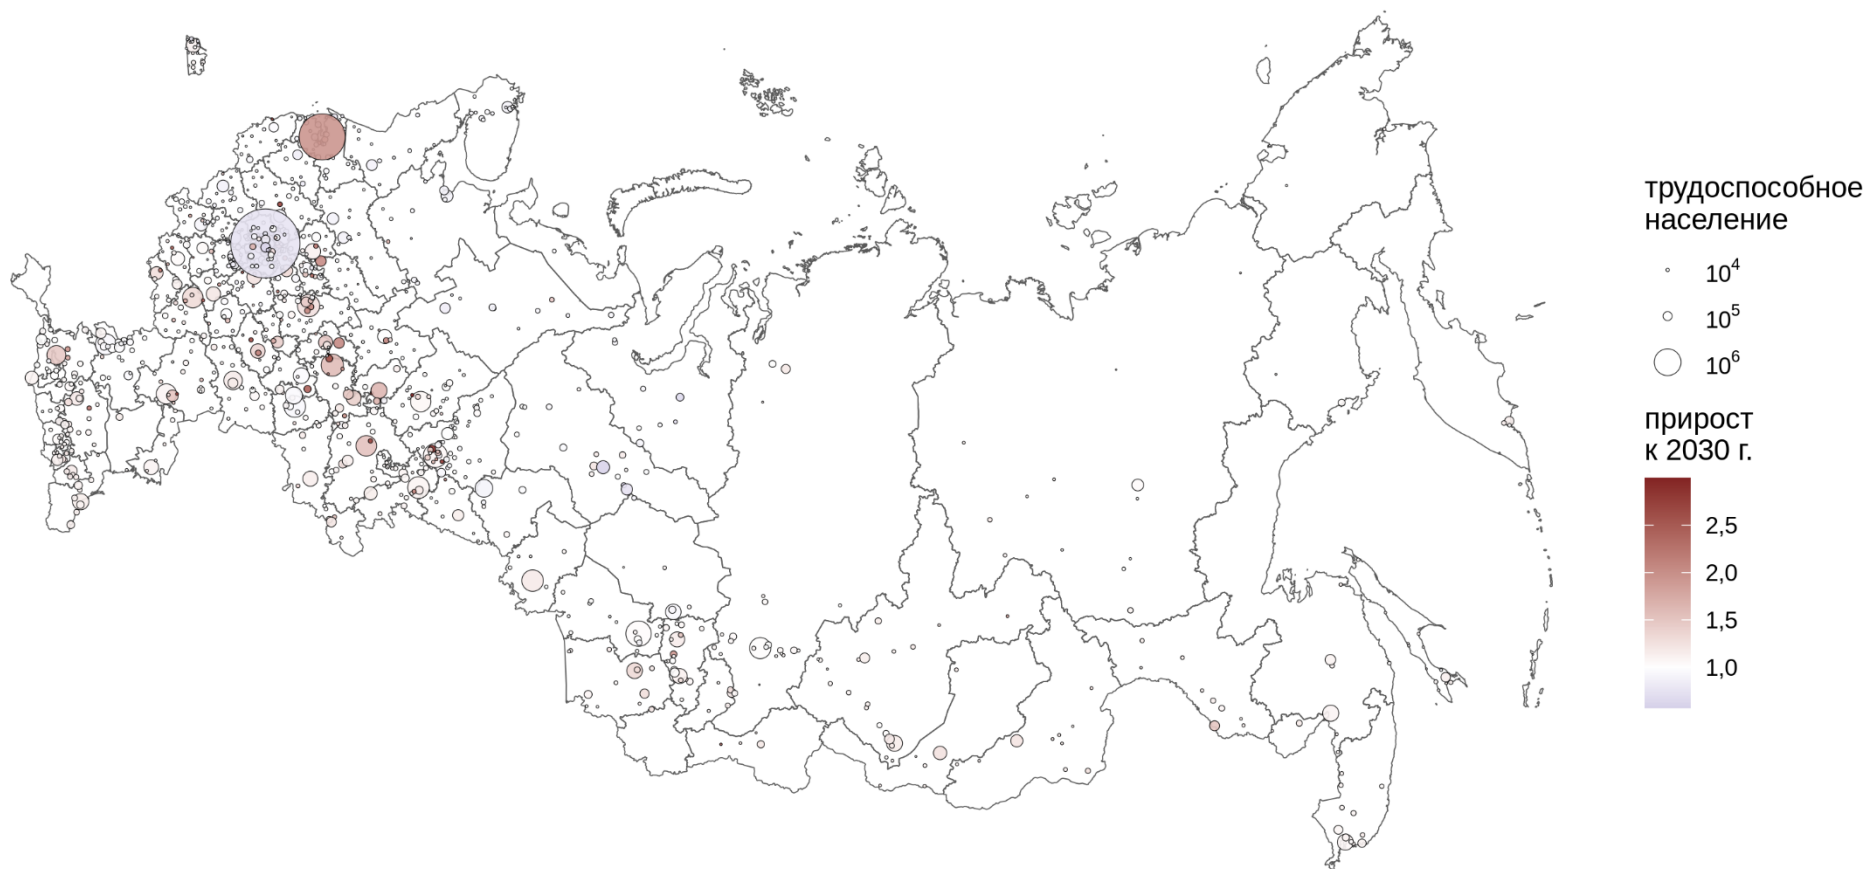 трудоспособное
население
10⁴
10⁵
10⁶
прирост
к 2030 г.
2,5
2,0
1,5
1,0